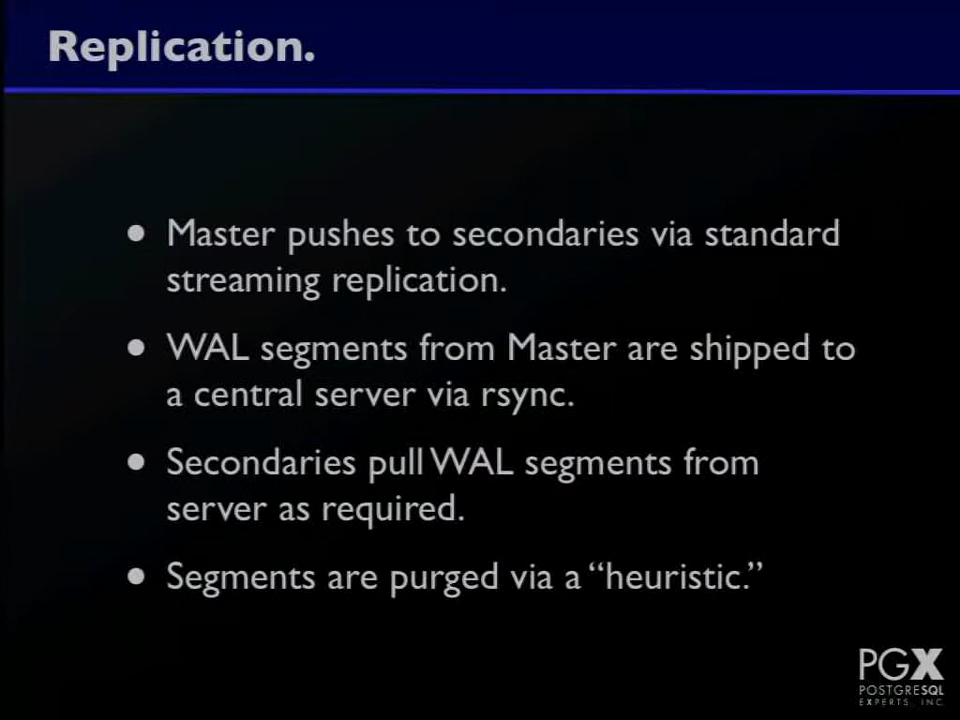 Replication.
• Master pushes to secondaries via standard
streaming replication.
• WAL segments from Master are shipped to
a central server via rsync.
• Secondaries pull WAL segments from
server as required.
• Segments are purged via a “heuristic.”
PGX
POSTGRESQL
EXPERTS, INC.